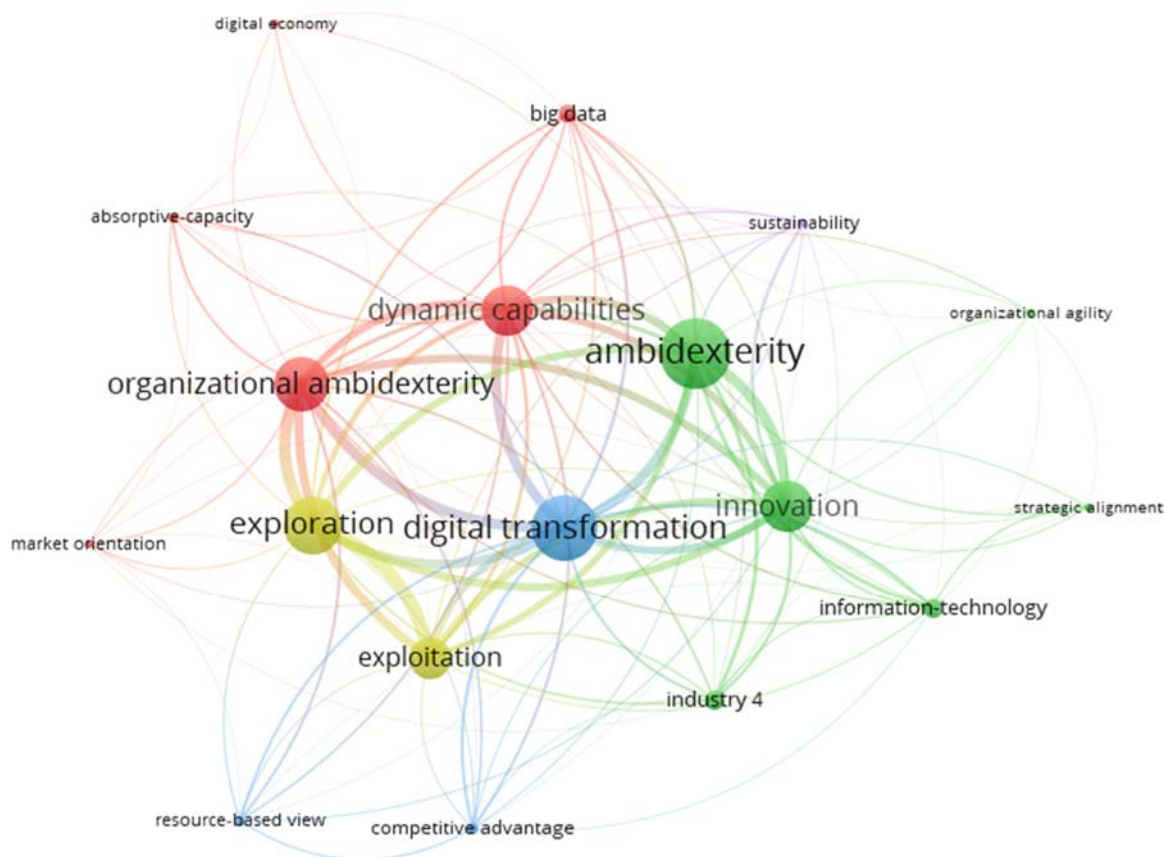 digital economy
big data
absorptive-capacity
sustainability
dynamic capabilities
organizational agility
ambidexterity
organizational ambidexterity
innovation
strategic alignment
exploration
digital transformation
market orientation
information-technology
exploitation
industry 4
resource-based view
competitive advantage